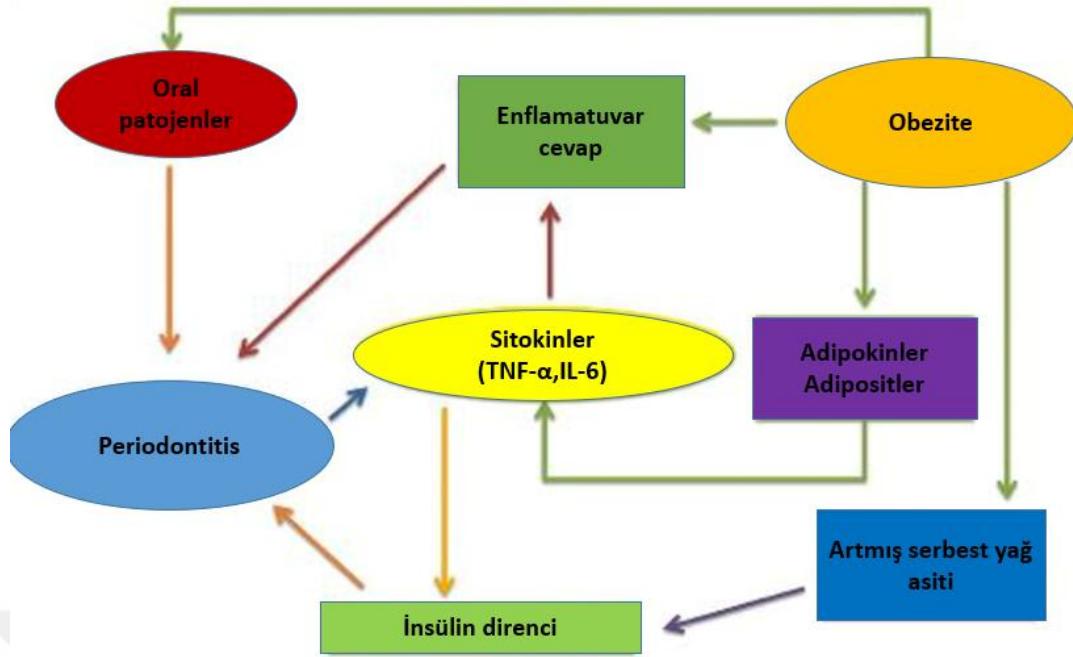 Oral
patojenler
Enflamatuvar
cevap
Obezite
Sitokinler
(TNF-α,IL-6)
Adipokinler
Adipositler
Periodontitis
Artmış serbest yağ
asiti
İnsülin direnci